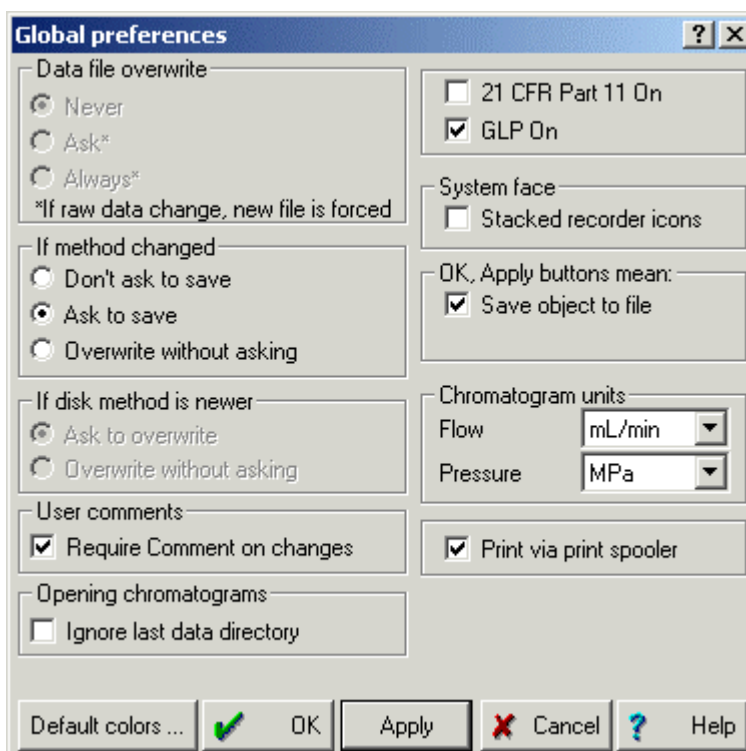 Global preferences
Data file overwrite
Never
Ask*
Always*
*If raw data change, new file is forced
If method changed
Don't ask to save
Ask to save
Overwrite without asking
If disk method is newer
Ask to overwrite
Overwrite without asking
User comments
Require Comment on changes
Opening chromatograms
Ignore last data directory
21 CFR Part 11 On
GLP On
System face
Stacked recorder icons
OK, Apply buttons mean:
Save object to file
Chromatogram units
Flow mL/min
Pressure MPa
Print via print spooler
Default colors ... OK Apply Cancel ? Help